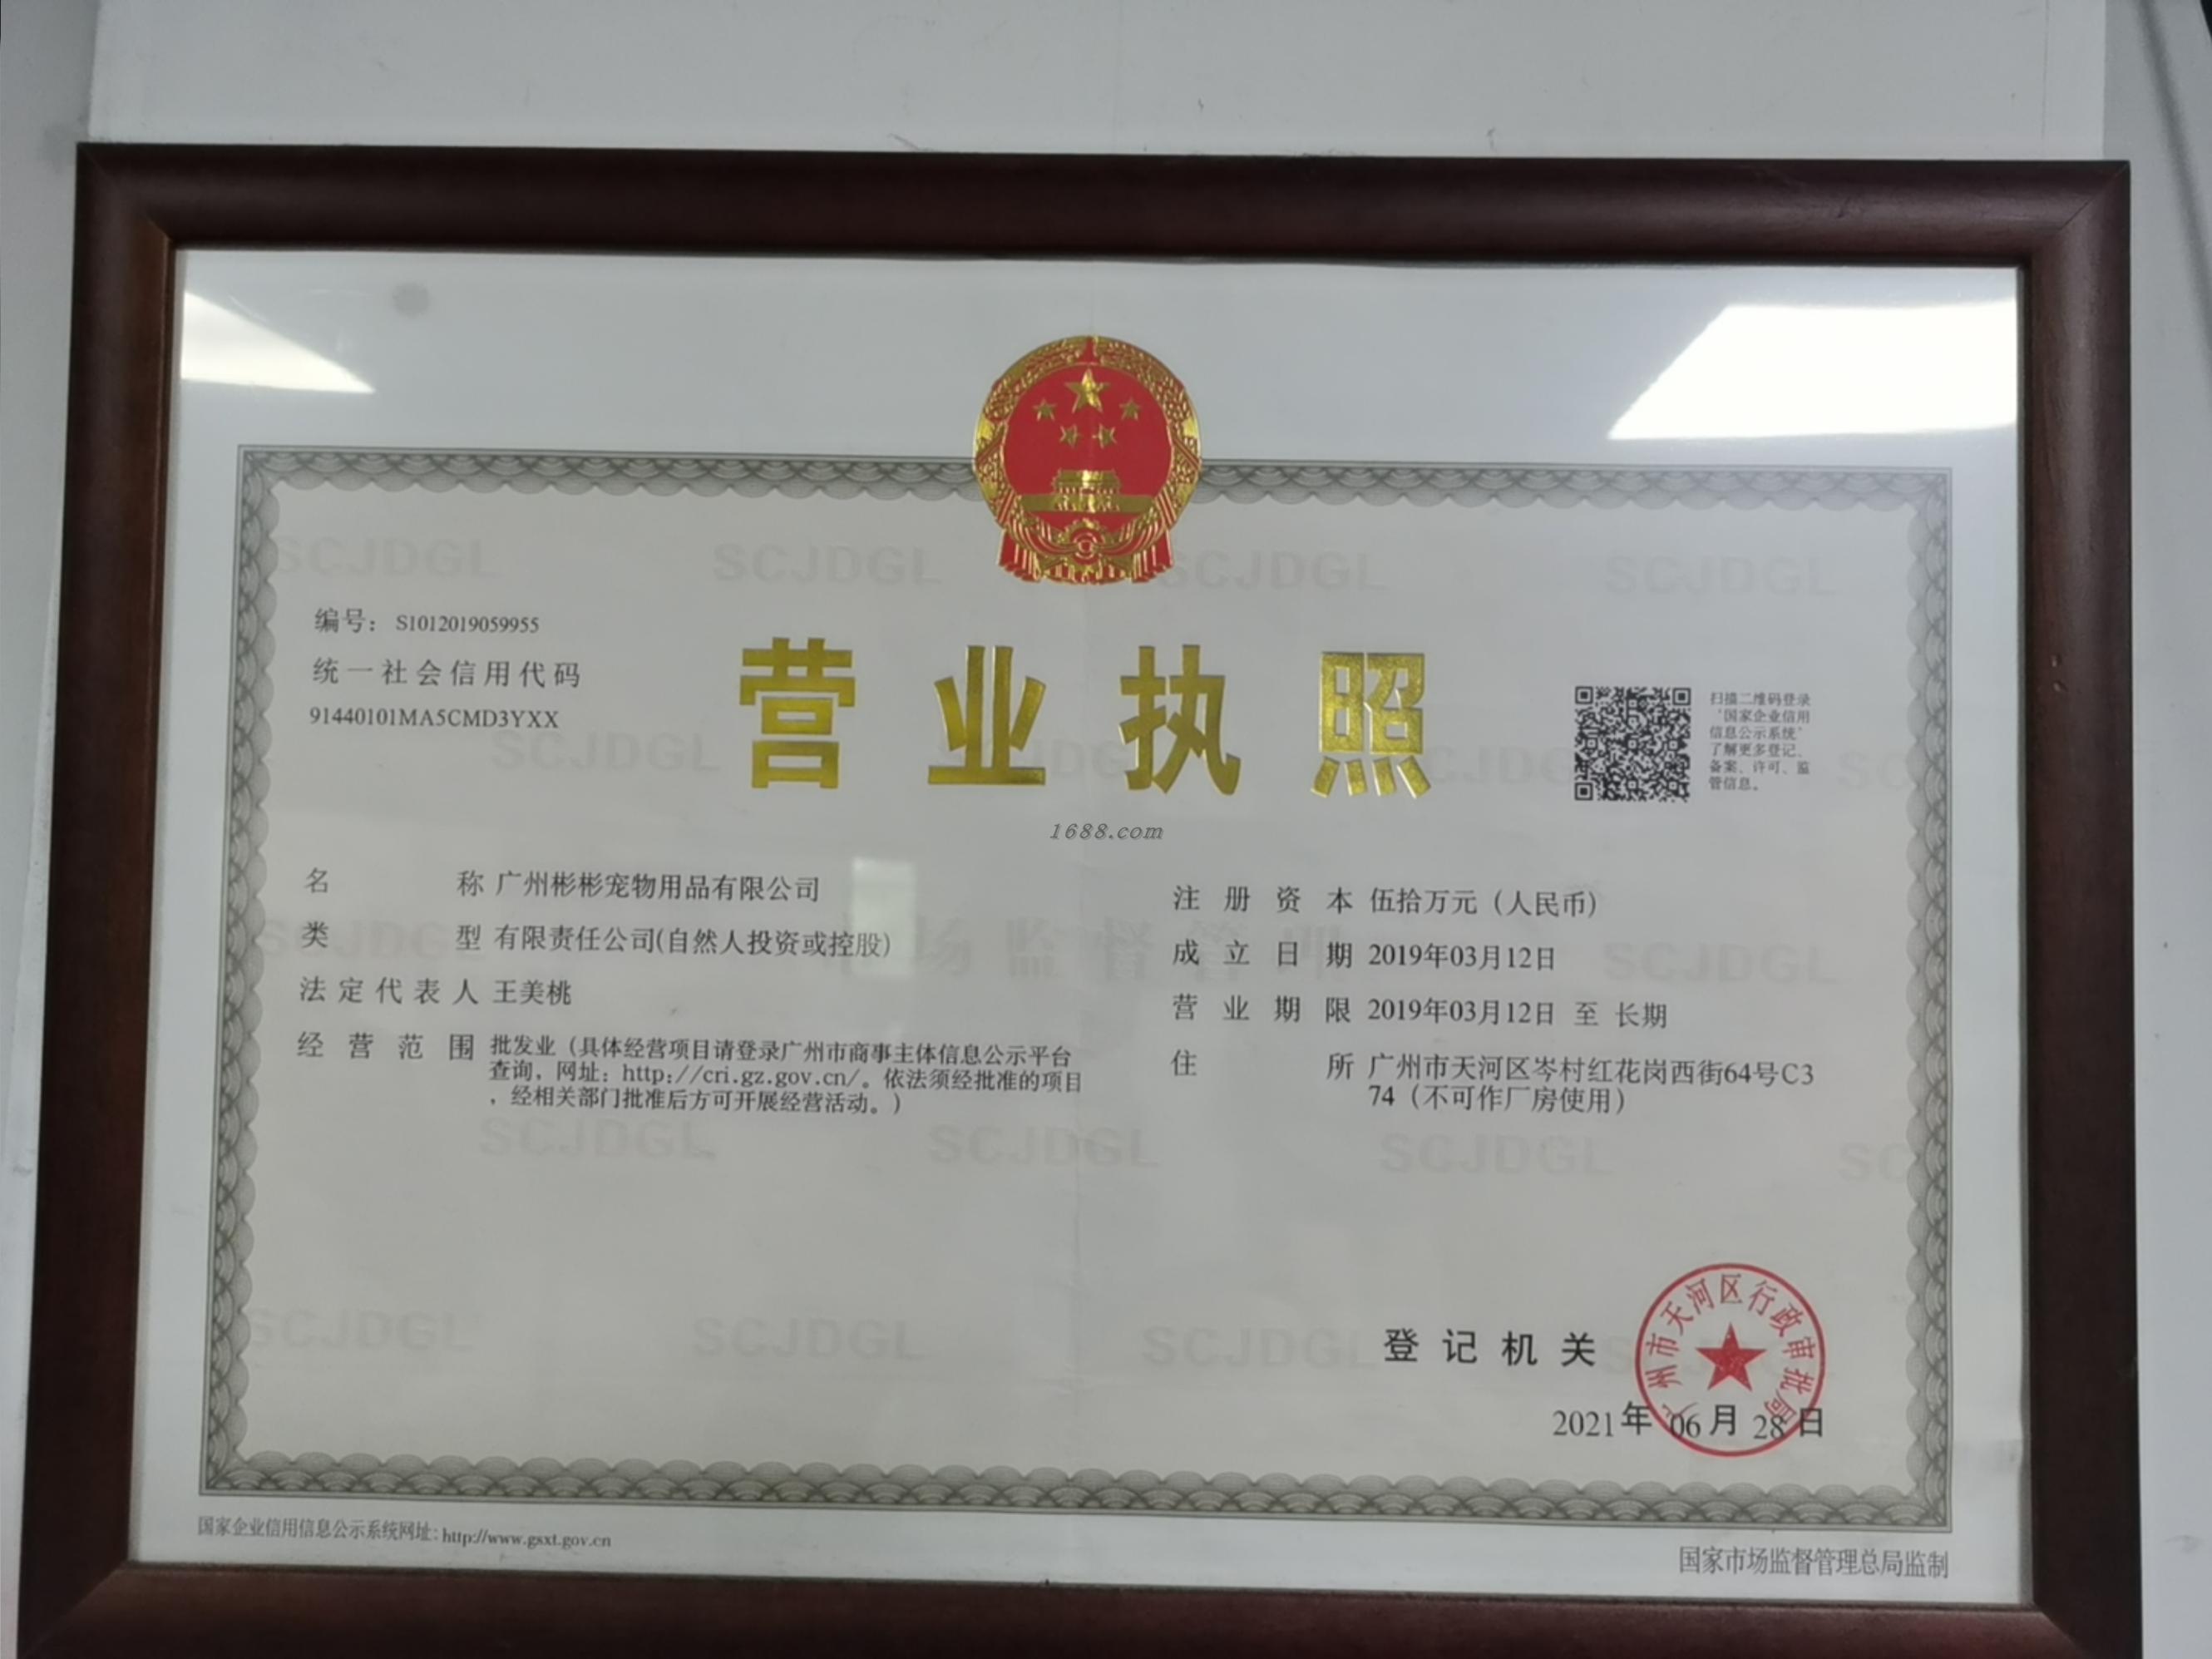 编号： S1012019059955
统一社会信用代码
91440101MA5CMD3YXX
营业执照
扫描二维码登录
'国家企业信用
信息公示系统'
了解更多登记、
备案、许可、监
管信息。
1688.com
名称 广州彬彬宠物用品有限公司
类型 有限责任公司(自然人投资或控股)
法定代表人 王美桃
经营范围 批发业（具体经营项目请登录广州市商事主体信息公示平台
查询，网址：http://cri.gz.gov.cn/。依法须经批准的项目
，经相关部门批准后方可开展经营活动。）
注册资本 伍拾万元（人民币）
成立日期 2019年03月12日
营业期限 2019年03月12日 至 长期
住所 广州市天河区岑村红花岗西街64号C3
74（不可作厂房使用）
登记机关
广州市天河区行政审批局
2021年 06月 28日
国家企业信用信息公示系统网址：http://www.gsxt.gov.cn
国家市场监督管理总局监制
SCJDGL
SCJDGL
SCJDGL
SCJDGL